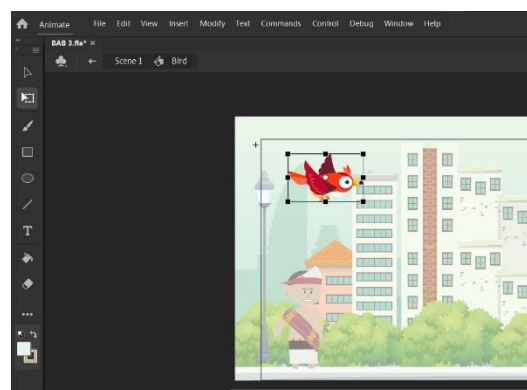 Animate File Edit View Insert Modify Text Commands Control Debug Window Help
BAB 3.fla* ×
Scene 1 Bird
T